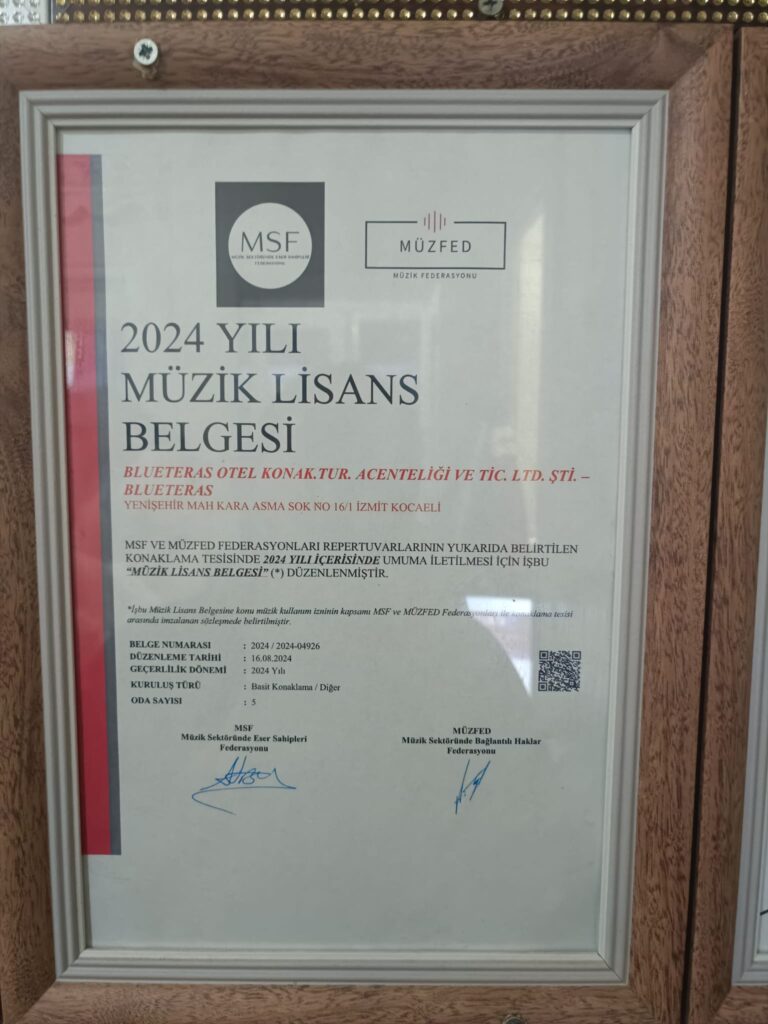 MSF
MÜZİK SEKTÖRÜNDE ESER SAHİPLERİ
FEDERASYONU
MÜZFED
MÜZİK FEDERASYONU
2024 YILI
MÜZİK LİSANS
BELGESİ
BLUETERAS OTEL KONAK.TUR. ACENTELİĞİ VE TİC. LTD. ŞTİ. –
BLUETERAS
YENİŞEHİR MAH KARA ASMA SOK NO 16/1 İZMİT KOCAELİ
MSF VE MÜZFED FEDERASYONLARI REPERTUVARLARININ YUKARIDA BELİRTİLEN
KONAKLAMA TESİSİNDE 2024 YILI İÇERİSİNDE UMUMA İLETİLMESİ İÇİN İŞBU
“MÜZİK LİSANS BELGESİ” (*) DÜZENLENMİŞTİR.
*İşbu Müzik Lisans Belgesine konu müzik kullanım izninin kapsamı MSF ve MÜZFED Federasyonları ile konaklama tesisi
arasında imzalanan sözleşmede belirtilmiştir.
BELGE NUMARASI : 2024 / 2024-04926
DÜZENLEME TARİHİ : 16.08.2024
GEÇERLİLİK DÖNEMİ : 2024 Yılı
KURULUŞ TÜRÜ : Basit Konaklama / Diğer
ODA SAYISI : 5
MSF
Müzik Sektöründe Eser Sahipleri
Federasyonu
MÜZFED
Müzik Sektöründe Bağlantılı Haklar
Federasyonu